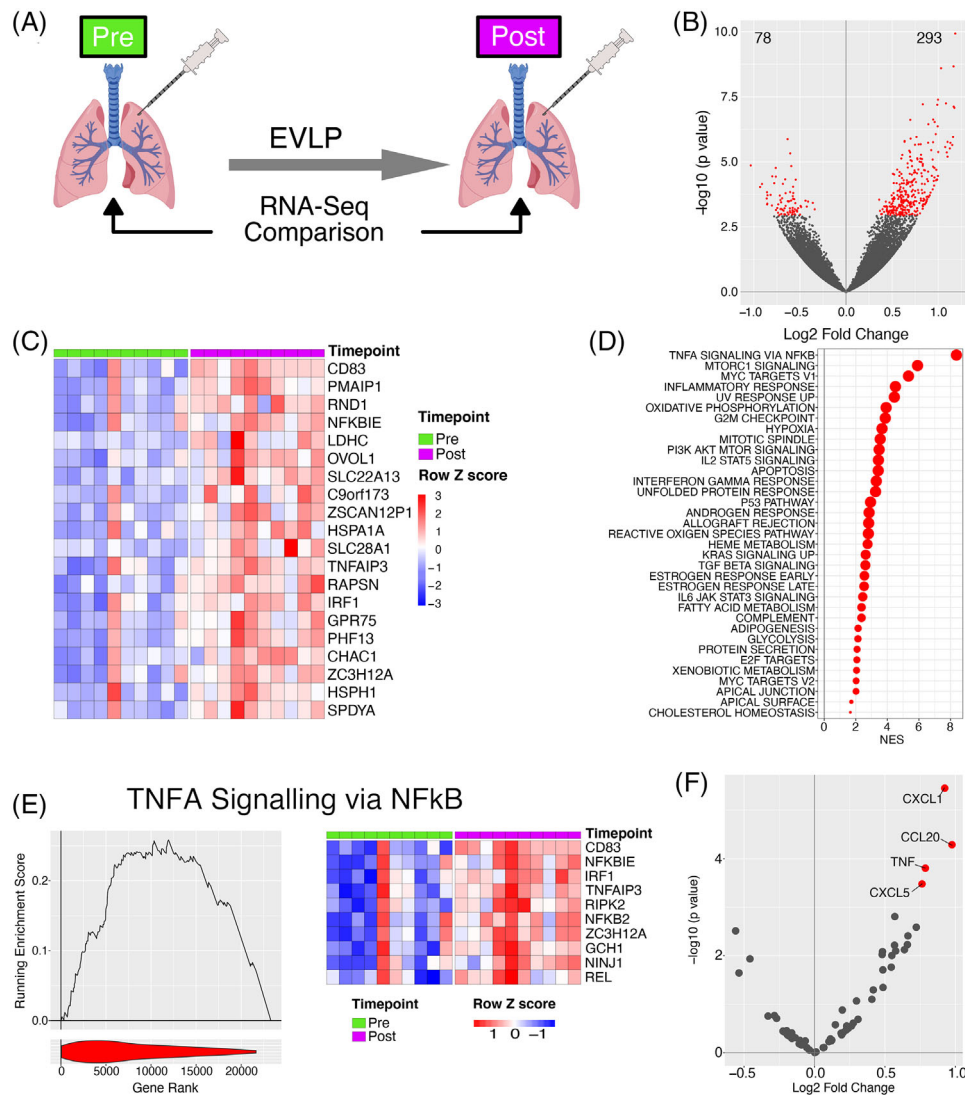 (A)
Pre
Post
EVLP
RNA-Seq
Comparison
(B)
78
293
10.0
7.5
5.0
2.5
0.0
-log10 (p value)
-1.0
-0.5
0.0
0.5
1.0
Log2 Fold Change
(C)
Timepoint
CD83
PMAIP1
RND1
NFKBIE
LDHC
OVOL1
SLC22A13
C9orf173
ZSCAN12P1
HSPA1A
SLC28A1
TNFAIP3
RAPSN
IRF1
GPR75
PHF13
CHAC1
ZC3H12A
HSPH1
SPDYA
Timepoint
Pre
Post
Row Z score
3
2
1
0
-1
-2
-3
(D)
TNFA SIGNALING VIA NFKB
MTORC1 SIGNALING
MYC TARGETS V1
INFLAMMATORY RESPONSE
UV RESPONSE UP
OXIDATIVE PHOSPHORYLATION
G2M CHECKPOINT
HYPOXIA
MITOTIC SPINDLE
PI3K AKT MTOR SIGNALING
IL2 STAT5 SIGNALING
APOPTOSIS
INTERFERON GAMMA RESPONSE
UNFOLDED PROTEIN RESPONSE
P53 PATHWAY
ANDROGEN RESPONSE
ALLOGRAFT REJECTION
REACTIVE OXIGEN SPECIES PATHWAY
HEME METABOLISM
KRAS SIGNALING UP
TGF BETA SIGNALING
ESTROGEN RESPONSE EARLY
ESTROGEN RESPONSE LATE
IL6 JAK STAT3 SIGNALING
FATTY ACID METABOLISM
COMPLEMENT
ADIPOGENESIS
GLYCOLYSIS
PROTEIN SECRETION
E2F TARGETS
XENOBIOTIC METABOLISM
MYC TARGETS V2
APICAL JUNCTION
APICAL SURFACE
CHOLESTEROL HOMEOSTASIS
0
2
4
6
8
NES
(E)
TNFA Signalling via NFkB
Running Enrichment Score
0.2
0.1
0.0
0
5000
10000
15000
20000
Gene Rank
Timepoint
CD83
NFKBIE
IRF1
TNFAIP3
RIPK2
NFKB2
ZC3H12A
GCH1
NINJ1
REL
Timepoint
Pre
Post
Row Z score
1 0 -1
(F)
CXCL1
CCL20
TNF
CXCL5
4
2
0
-log10 (p value)
-0.5
0.0
0.5
1.0
Log2 Fold Change